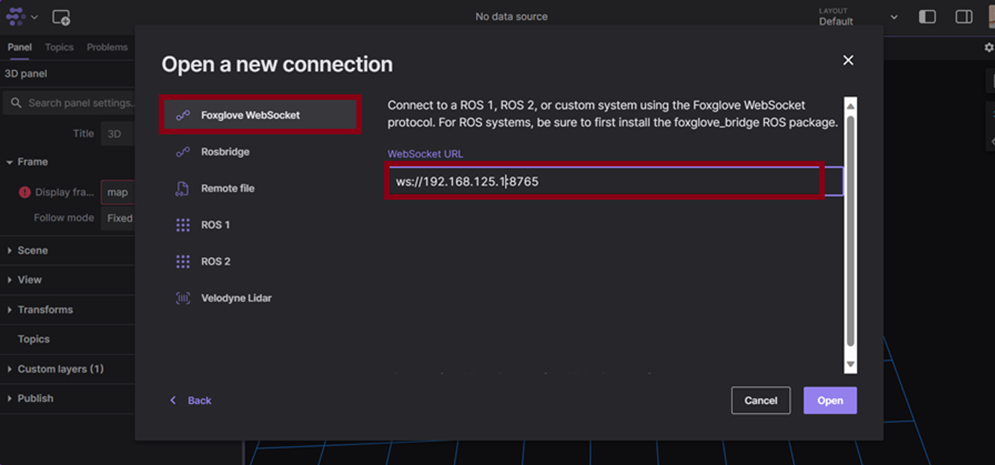 No data source
LAYOUT
Default
Panel
Topics
Problems
3D panel
Search panel settings...
Title
3D
Frame
Display fra...
map
Follow mode
Fixed
Scene
View
Transforms
Topics
Custom layers (1)
Publish
Open a new connection
Foxglove WebSocket
Rosbridge
Remote file
ROS 1
ROS 2
Velodyne Lidar
Connect to a ROS 1, ROS 2, or custom system using the Foxglove WebSocket
protocol. For ROS systems, be sure to first install the foxglove_bridge ROS package.
WebSocket URL
ws://192.168.125.1:8765
Back
Cancel
Open